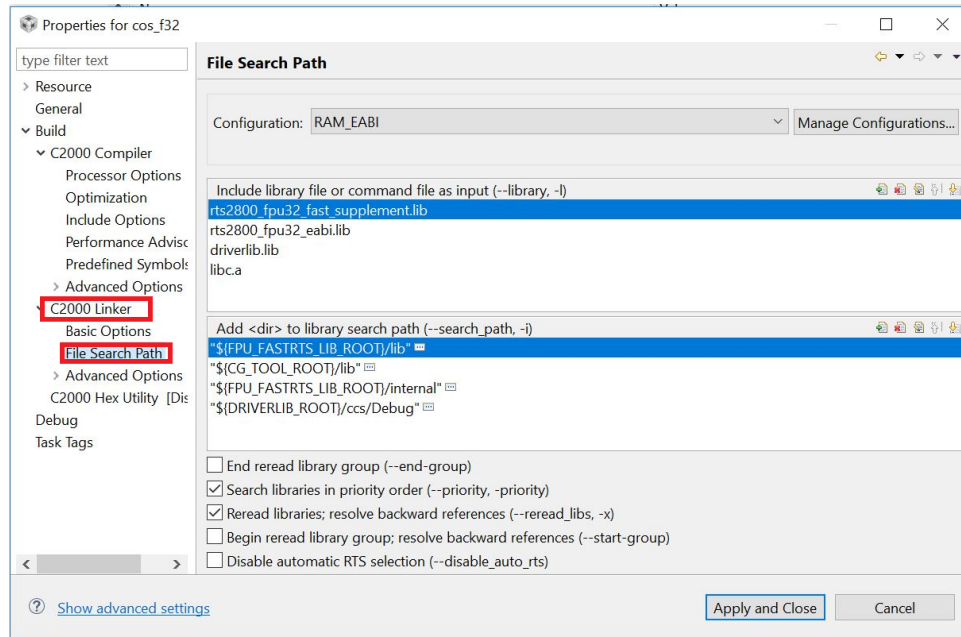 Properties for cos_f32
type filter text
Resource
General
Build
C2000 Compiler
Processor Options
Optimization
Include Options
Performance Advisc
Predefined Symbols
Advanced Options
C2000 Linker
Basic Options
File Search Path
Advanced Options
C2000 Hex Utility [Dis
Debug
Task Tags
File Search Path
Configuration: RAM_EABI
Manage Configurations...
Include library file or command file as input (--library, -l)
rts2800_fpu32_fast_supplement.lib
rts2800_fpu32_eabi.lib
driverlib.lib
libc.a
Add <dir> to library search path (--search_path, -i)
"${FPU_FASTRTS_LIB_ROOT}/lib"
"${CG_TOOL_ROOT}/lib"
"${FPU_FASTRTS_LIB_ROOT}/internal"
"${DRIVERLIB_ROOT}/ccs/Debug"
End reread library group (--end-group)
Search libraries in priority order (--priority, -priority)
Reread libraries; resolve backward references (--reread_libs, -x)
Begin reread library group; resolve backward references (--start-group)
Disable automatic RTS selection (--disable_auto_rts)
Show advanced settings
Apply and Close
Cancel